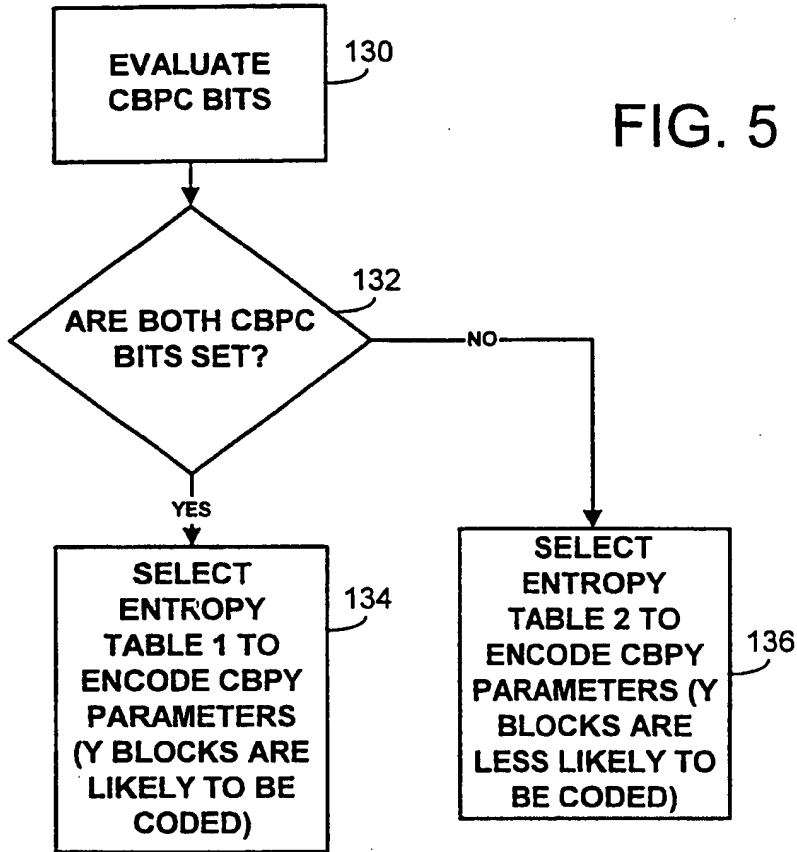 EVALUATE
CBPC BITS
130
FIG. 5
132
ARE BOTH CBPC
BITS SET?
NO
YES
SELECT
ENTROPY
TABLE 1 TO
ENCODE CBPY
PARAMETERS
(Y BLOCKS ARE
LIKELY TO BE
CODED)
134
SELECT
ENTROPY
TABLE 2 TO
ENCODE CBPY
PARAMETERS (Y
BLOCKS ARE
LESS LIKELY TO
BE CODED)
136